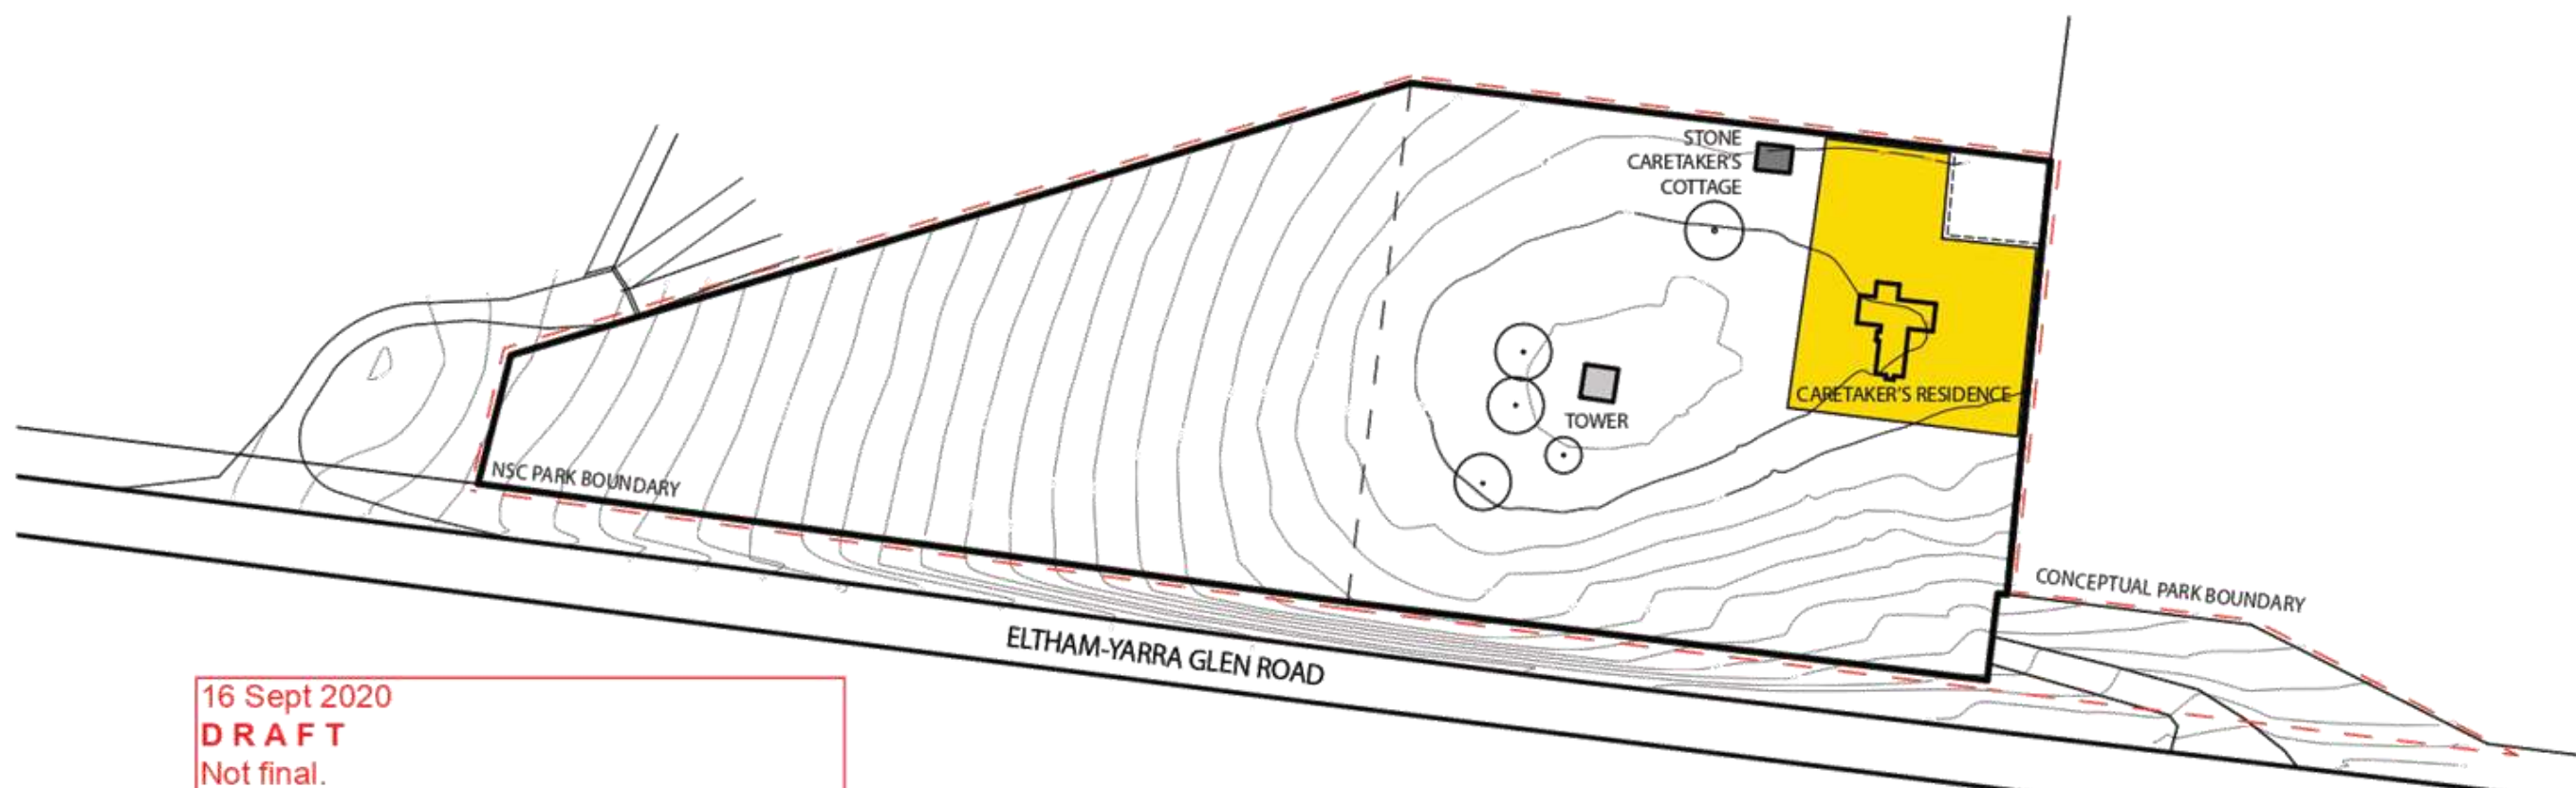 STONE
CARETAKER'S
COTTAGE
TOWER
CARETAKER'S RESIDENCE
NSC PARK BOUNDARY
CONCEPTUAL PARK BOUNDARY
ELTHAM-YARRA GLEN ROAD
16 Sept 2020
DRAFT
Not final.